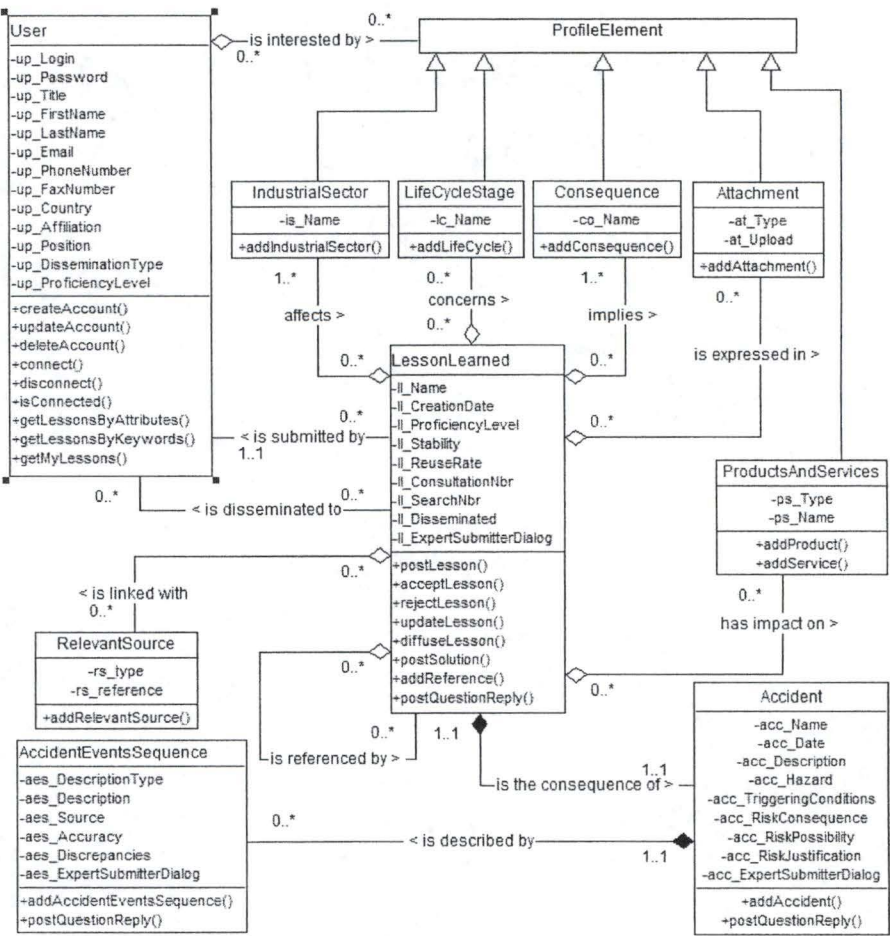 User
-up_Login
-up_Password
-up_Title
-up_FirstName
-up_LastName
-up_Email
-up_PhoneNumber
-up_FaxNumber
-up_Country
-up_Affiliation
-up_Position
-up_DisseminationType
-up_ProficiencyLevel
+createAccount()
+updateAccount()
+deleteAccount()
+connect()
+disconnect()
+isConnected()
+getLessonsByAttributes()
+getLessonsByKeywords()
+getMyLessons()
0..*
is interested by >
0..*
ProfileElement
IndustrialSector
-is_Name
+addIndustrialSector()
LifeCycleStage
-lc_Name
+addLifeCycle()
Consequence
-co_Name
+addConsequence()
Attachment
-at_Type
-at_Upload
+addAttachment()
1..*
affects >
0..*
0..*
concerns >
0..*
1..*
implies >
0..*
0..*
is expressed in >
0..*
LessonLearned
-ll_Name
-ll_CreationDate
-ll_ProficiencyLevel
-ll_Stability
-ll_ReuseRate
-ll_ConsultationNbr
-ll_SearchNbr
-ll_Disseminated
-ll_ExpertSubmitterDialog
+postLesson()
+acceptLesson()
+rejectLesson()
+updateLesson()
+diffuseLesson()
+postSolution()
+addReference()
+postQuestionReply()
0..*
< is submitted by
1..1
0..*
< is disseminated to
0..*
ProductsAndServices
-ps_Type
-ps_Name
+addProduct()
+addService()
0..*
has impact on >
0..*
0..*
< is linked with
0..*
RelevantSource
-rs_type
-rs_reference
+addRelevantSource()
0..*
0..*
is referenced by >
1..1
is the consequence of >
1..1
Accident
-acc_Name
-acc_Date
-acc_Description
-acc_Hazard
-acc_TriggeringConditions
-acc_RiskConsequence
-acc_RiskPossibility
-acc_RiskJustification
-acc_ExpertSubmitterDialog
+addAccident()
+postQuestionReply()
AccidentEventsSequence
-aes_DescriptionType
-aes_Description
-aes_Source
-aes_Accuracy
-aes_Discrepancies
-aes_ExpertSubmitterDialog
+addAccidentEventsSequence()
+postQuestionReply()
0..*
< is described by
1..1